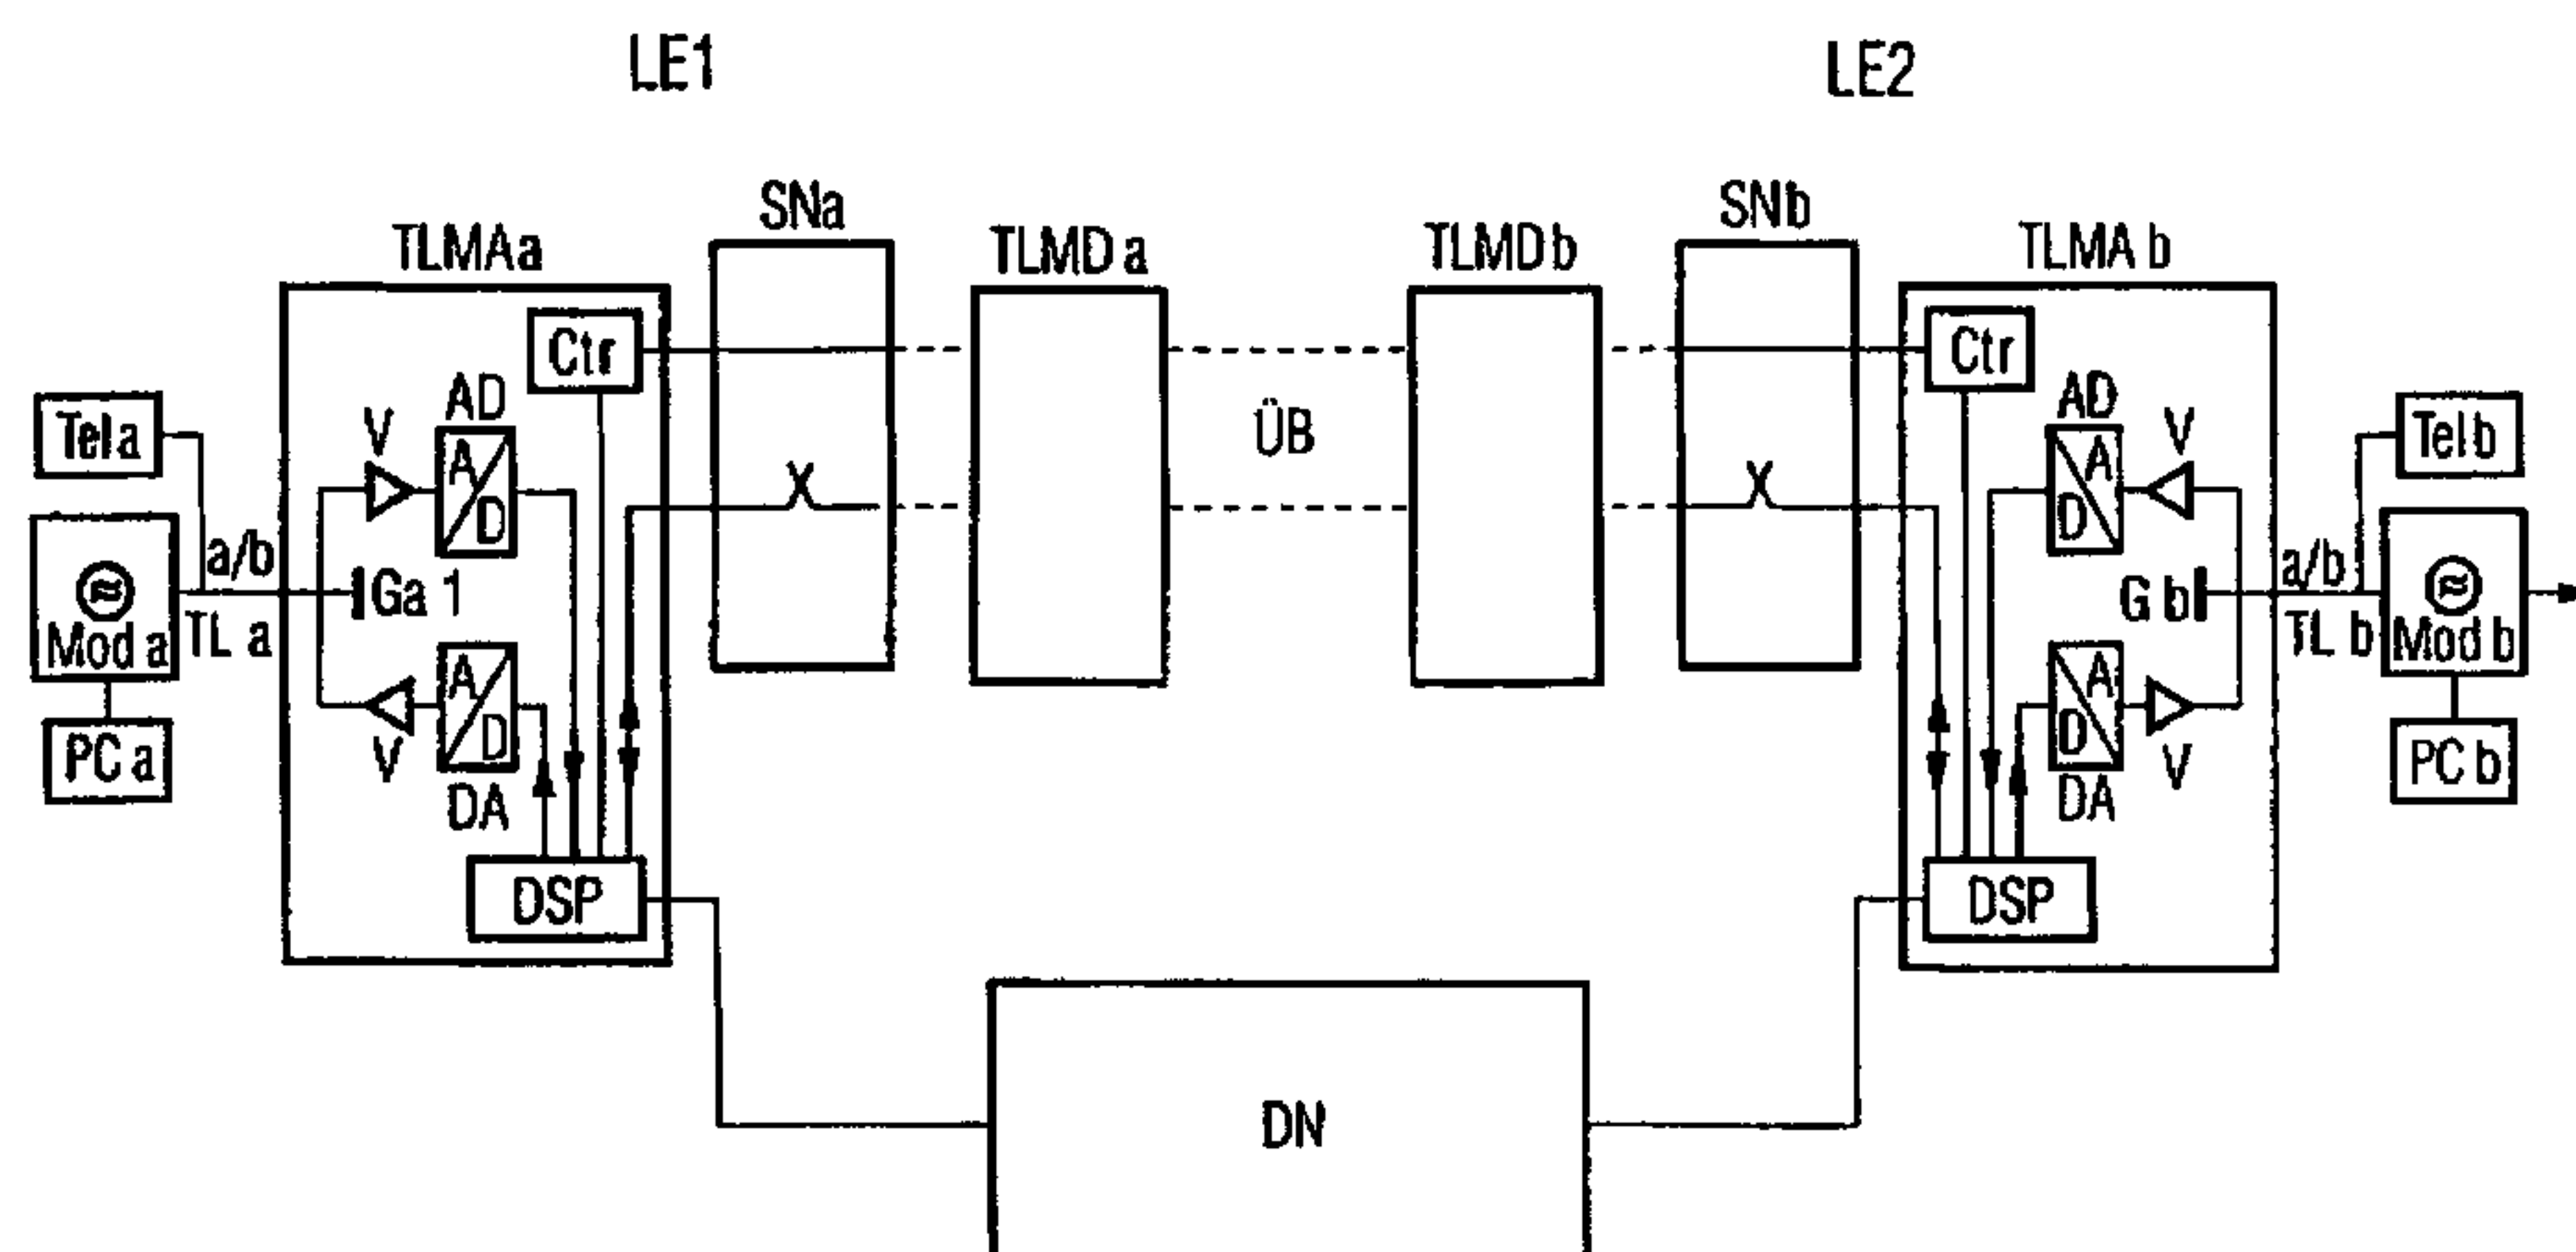 LE1
LE2
SNa
SNb
TLMAa
TLMD a
TLMD b
TLMA b
Ctr
Ctr
AD
AD
V
V
Tel a
Tel b
A
D
A
D
ÜB
X
X
a/b
a/b
Ga 1
G b
Mod a
TL a
TL b
Mod b
A
D
A
D
PC a
PC b
V
V
DA
DA
DSP
DSP
DN